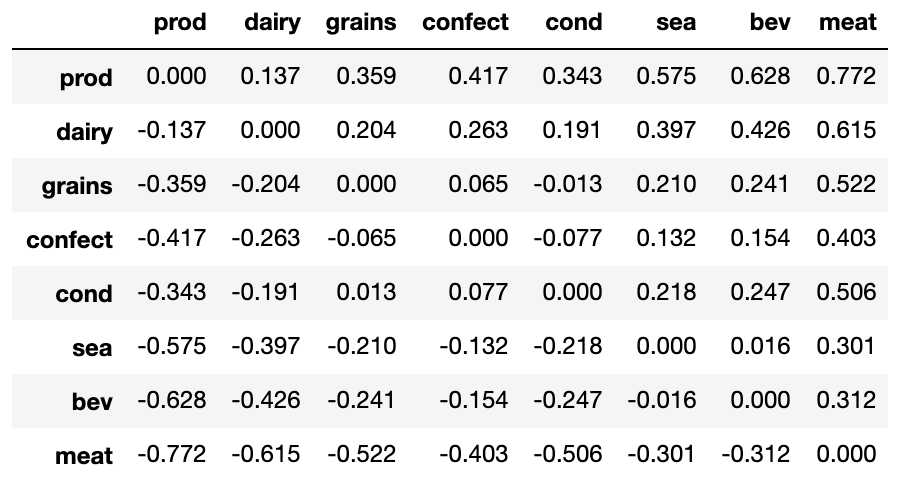 prod dairy grains confect cond sea bev meat
prod 0.000 0.137 0.359 0.417 0.343 0.575 0.628 0.772
dairy -0.137 0.000 0.204 0.263 0.191 0.397 0.426 0.615
grains -0.359 -0.204 0.000 0.065 -0.013 0.210 0.241 0.522
confect -0.417 -0.263 -0.065 0.000 -0.077 0.132 0.154 0.403
cond -0.343 -0.191 0.013 0.077 0.000 0.218 0.247 0.506
sea -0.575 -0.397 -0.210 -0.132 -0.218 0.000 0.016 0.301
bev -0.628 -0.426 -0.241 -0.154 -0.247 -0.016 0.000 0.312
meat -0.772 -0.615 -0.522 -0.403 -0.506 -0.301 -0.312 0.000